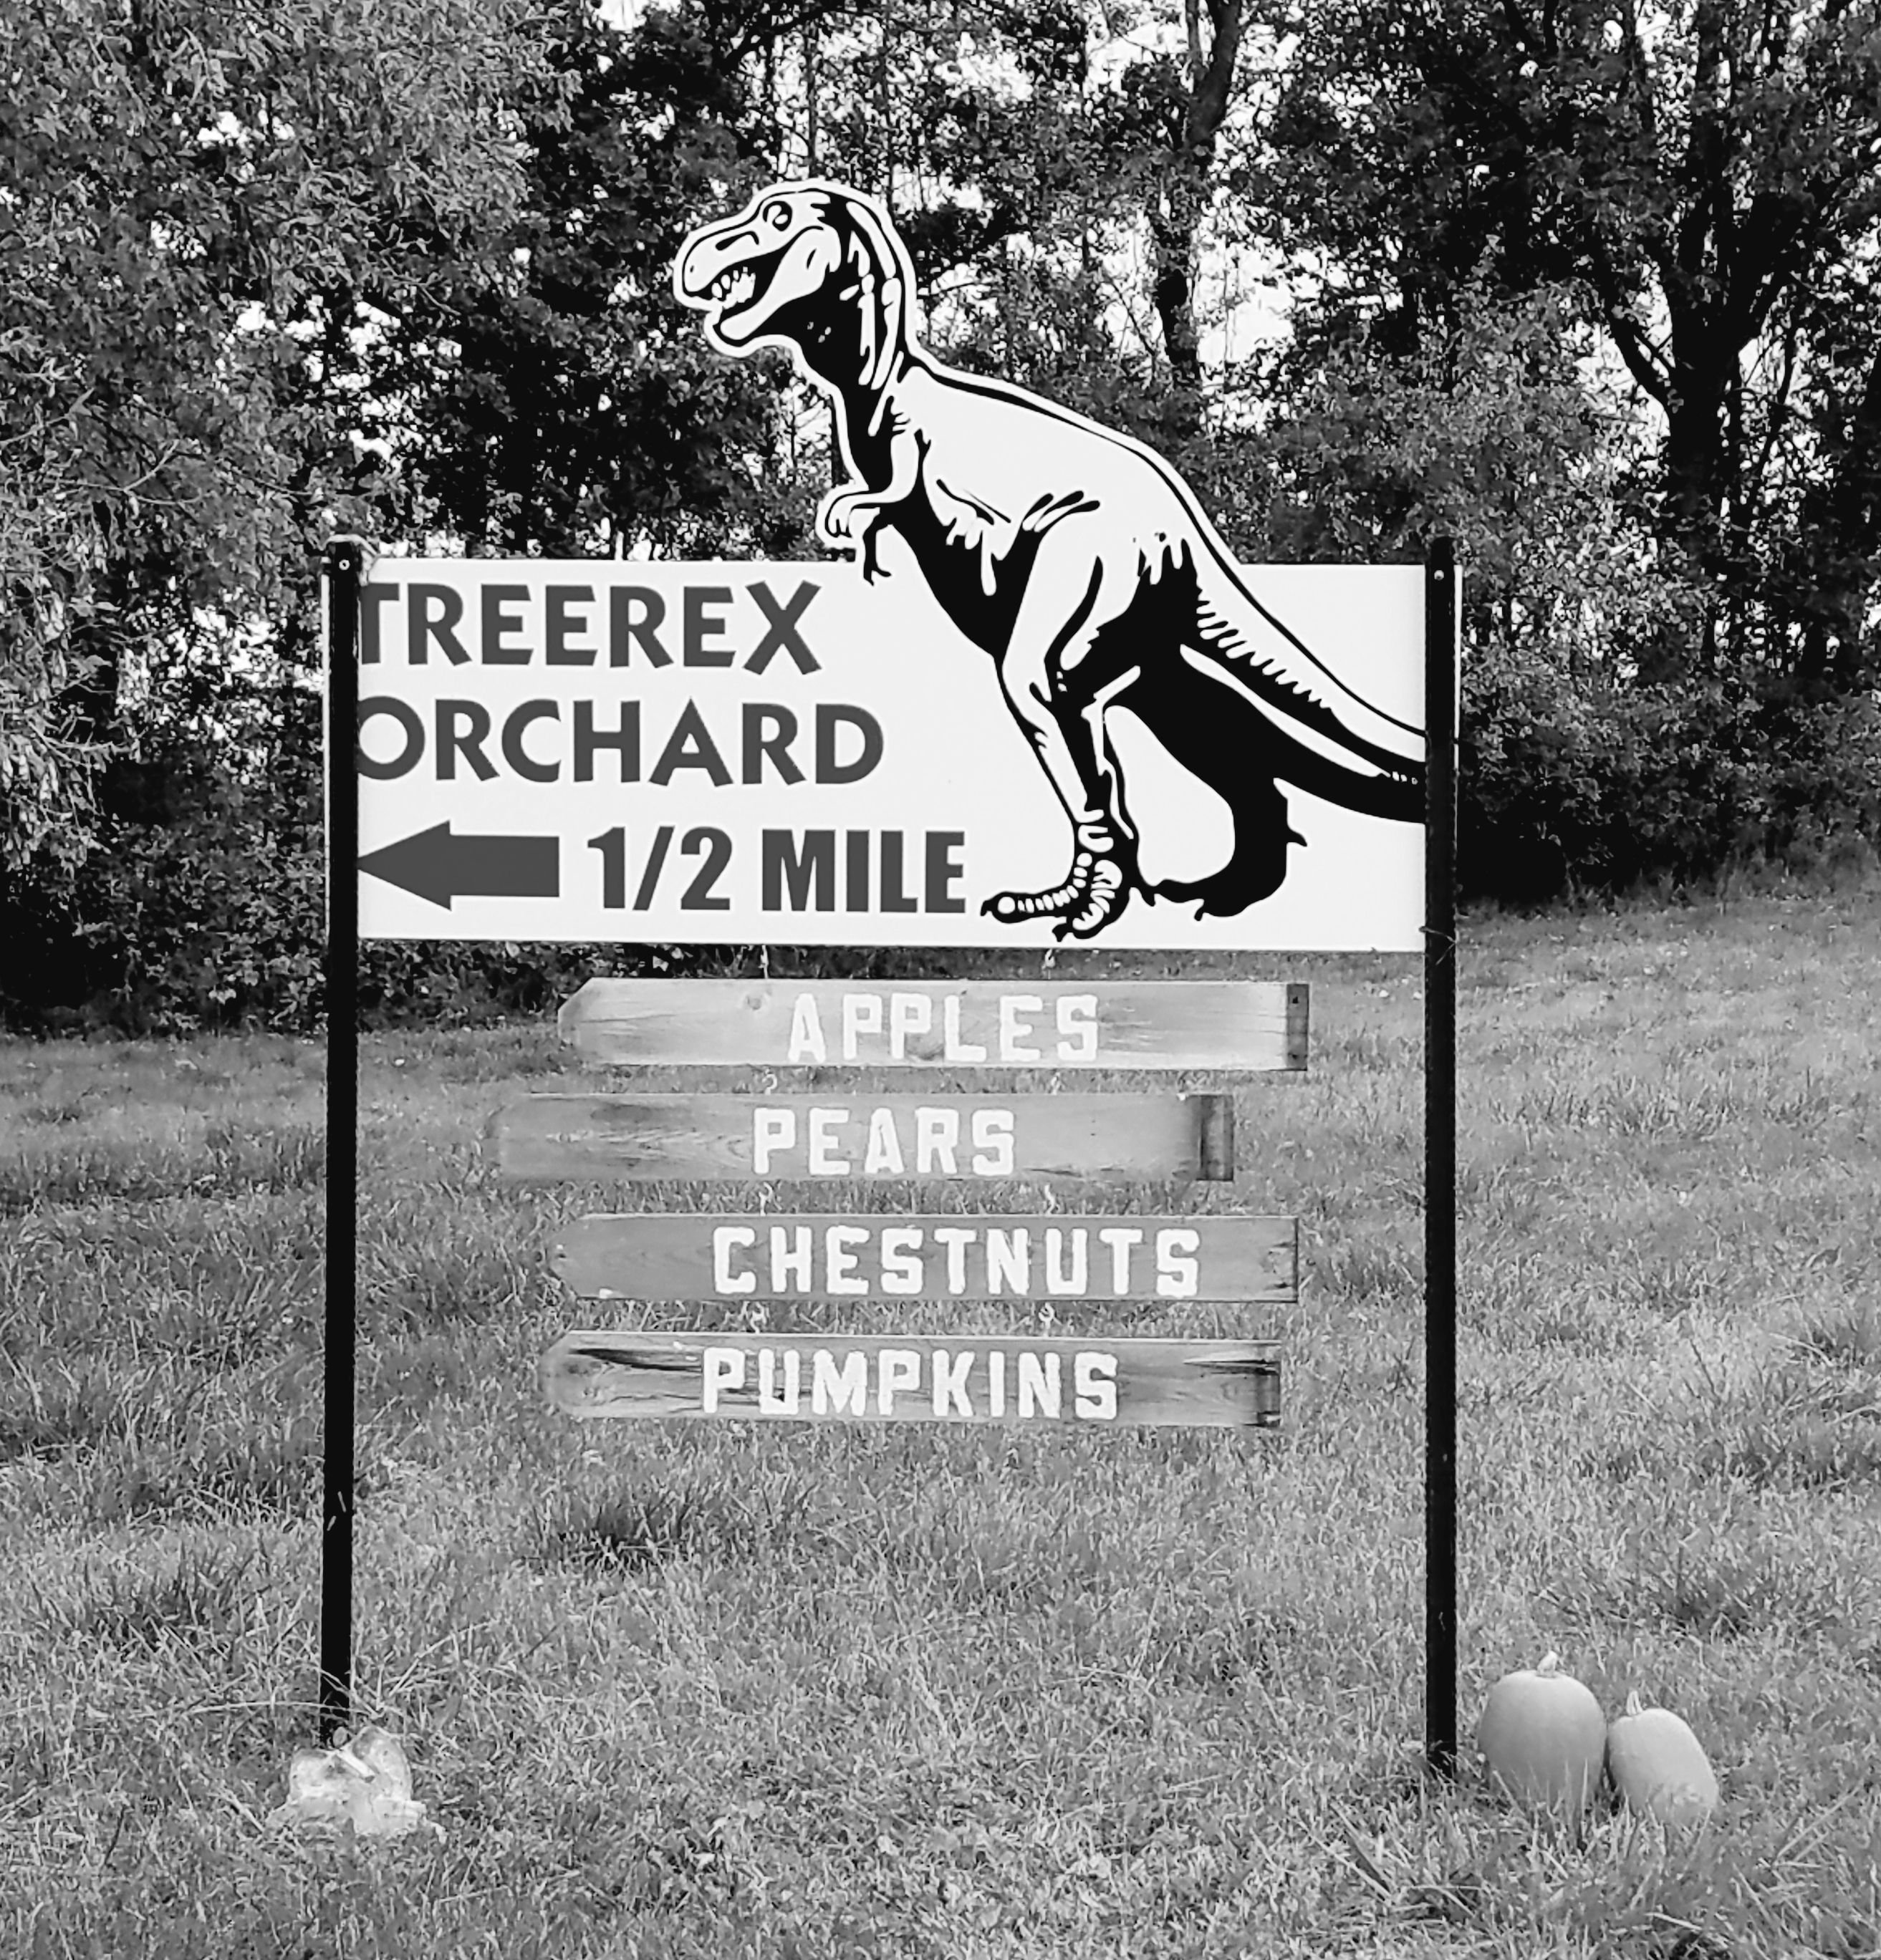 TREEREX
ORCHARD
1/2 MILE
APPLES
PEARS
CHESTNUTS
PUMPKINS